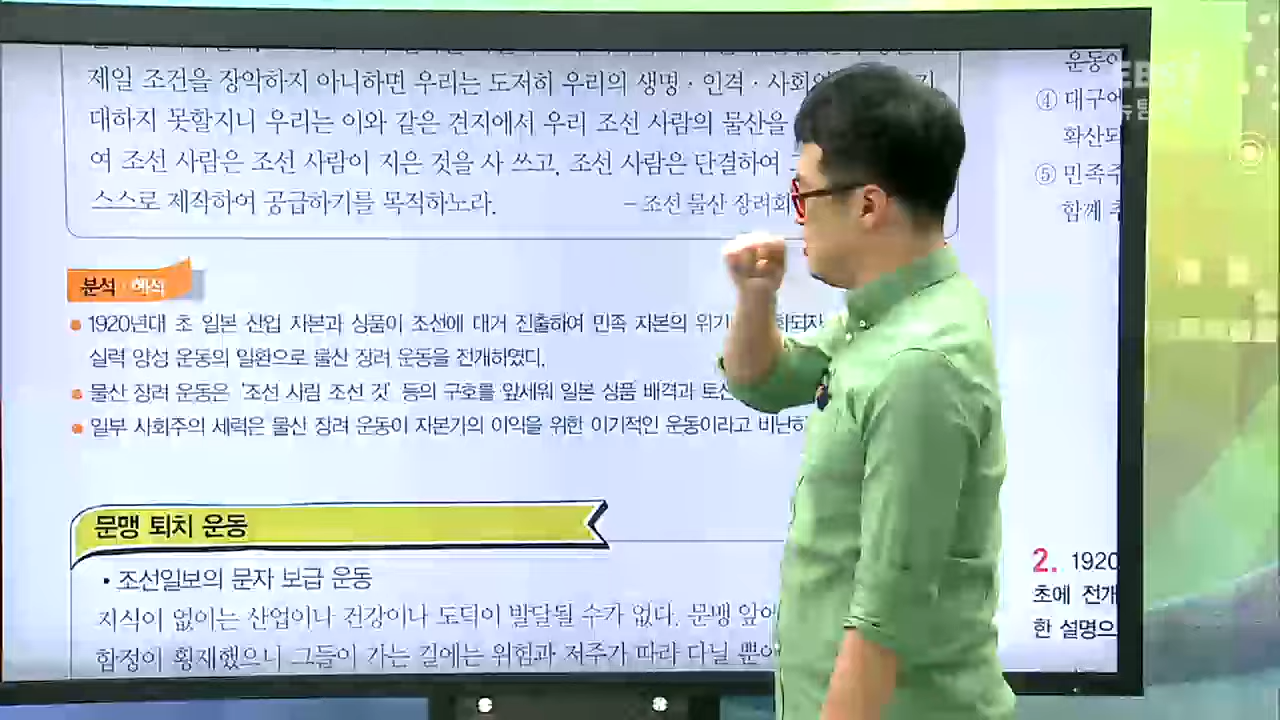 제일 조건을 장악하지 아니하면 우리는 도저히 우리의 생명 · 인격 · 사회의
대하지 못할지니 우리는 이와 같은 견지에서 우리 조선 사람의 물산을
여 조선 사람은 조선 사람이 지은 것을 사 쓰고, 조선 사람은 단결하여
스스로 제작하여 공급하기를 목적하노라.
– 조선 물산 장려회
분석 · 해석
1920년대 초 일본 산업 자본과 상품이 조선에 대거 진출하여 민족 자본의 위기
화되자
실력 양성 운동의 일환으로 물산 장려 운동을 전개하였다.
물산 장려 운동은 '조선 사람 조선 것' 등의 구호를 앞세워 일본 상품 배격과 토산
일부 사회주의 세력은 물산 장려 운동이 자본가의 이익을 위한 이기적인 운동이라고 비난하
문맹 퇴치 운동
• 조선일보의 문자 보급 운동
지식이 없이는 산업이나 건강이나 도덕이 발달될 수가 없다. 문맹 앞에
함정이 횡재했으니 그들이 가는 길에는 위험과 저주가 따라 다닐 뿐
운동
④ 대구에
확산되
⑤ 민족주
함께
2. 1920
초에 전개
한 설명으